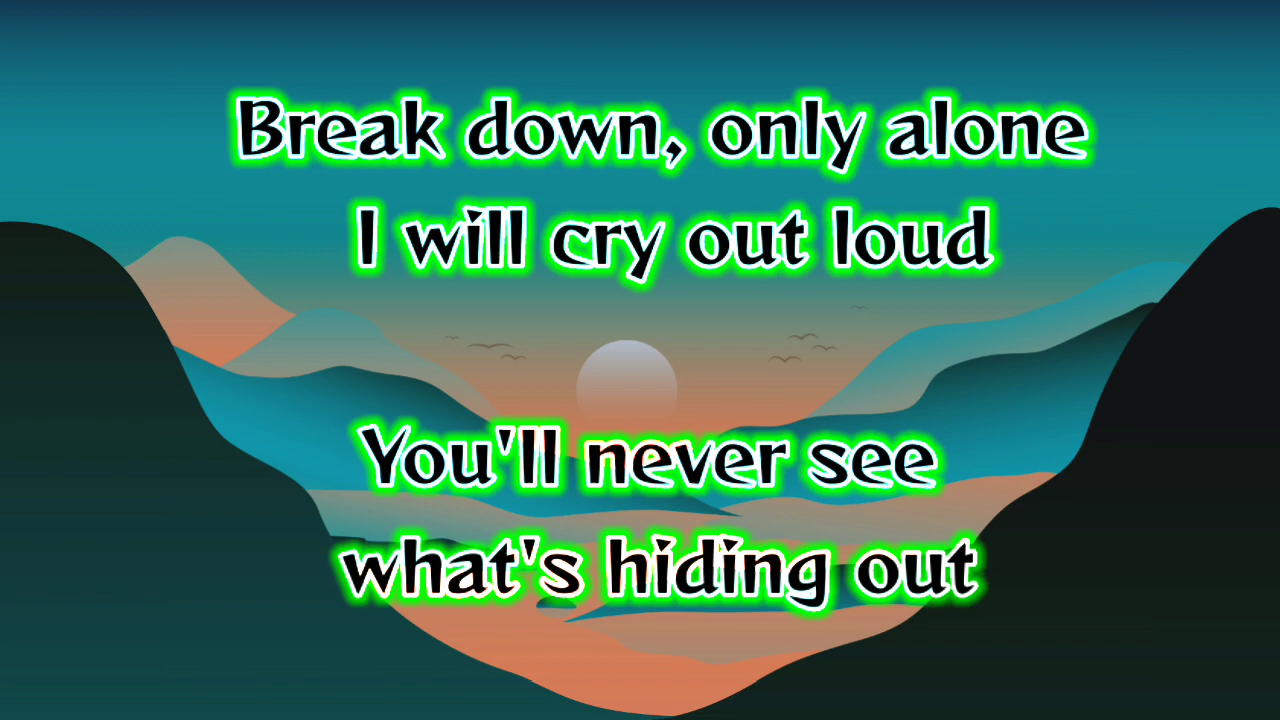 Break down, only alone
I will cry out loud
You'll never see
what's hiding out